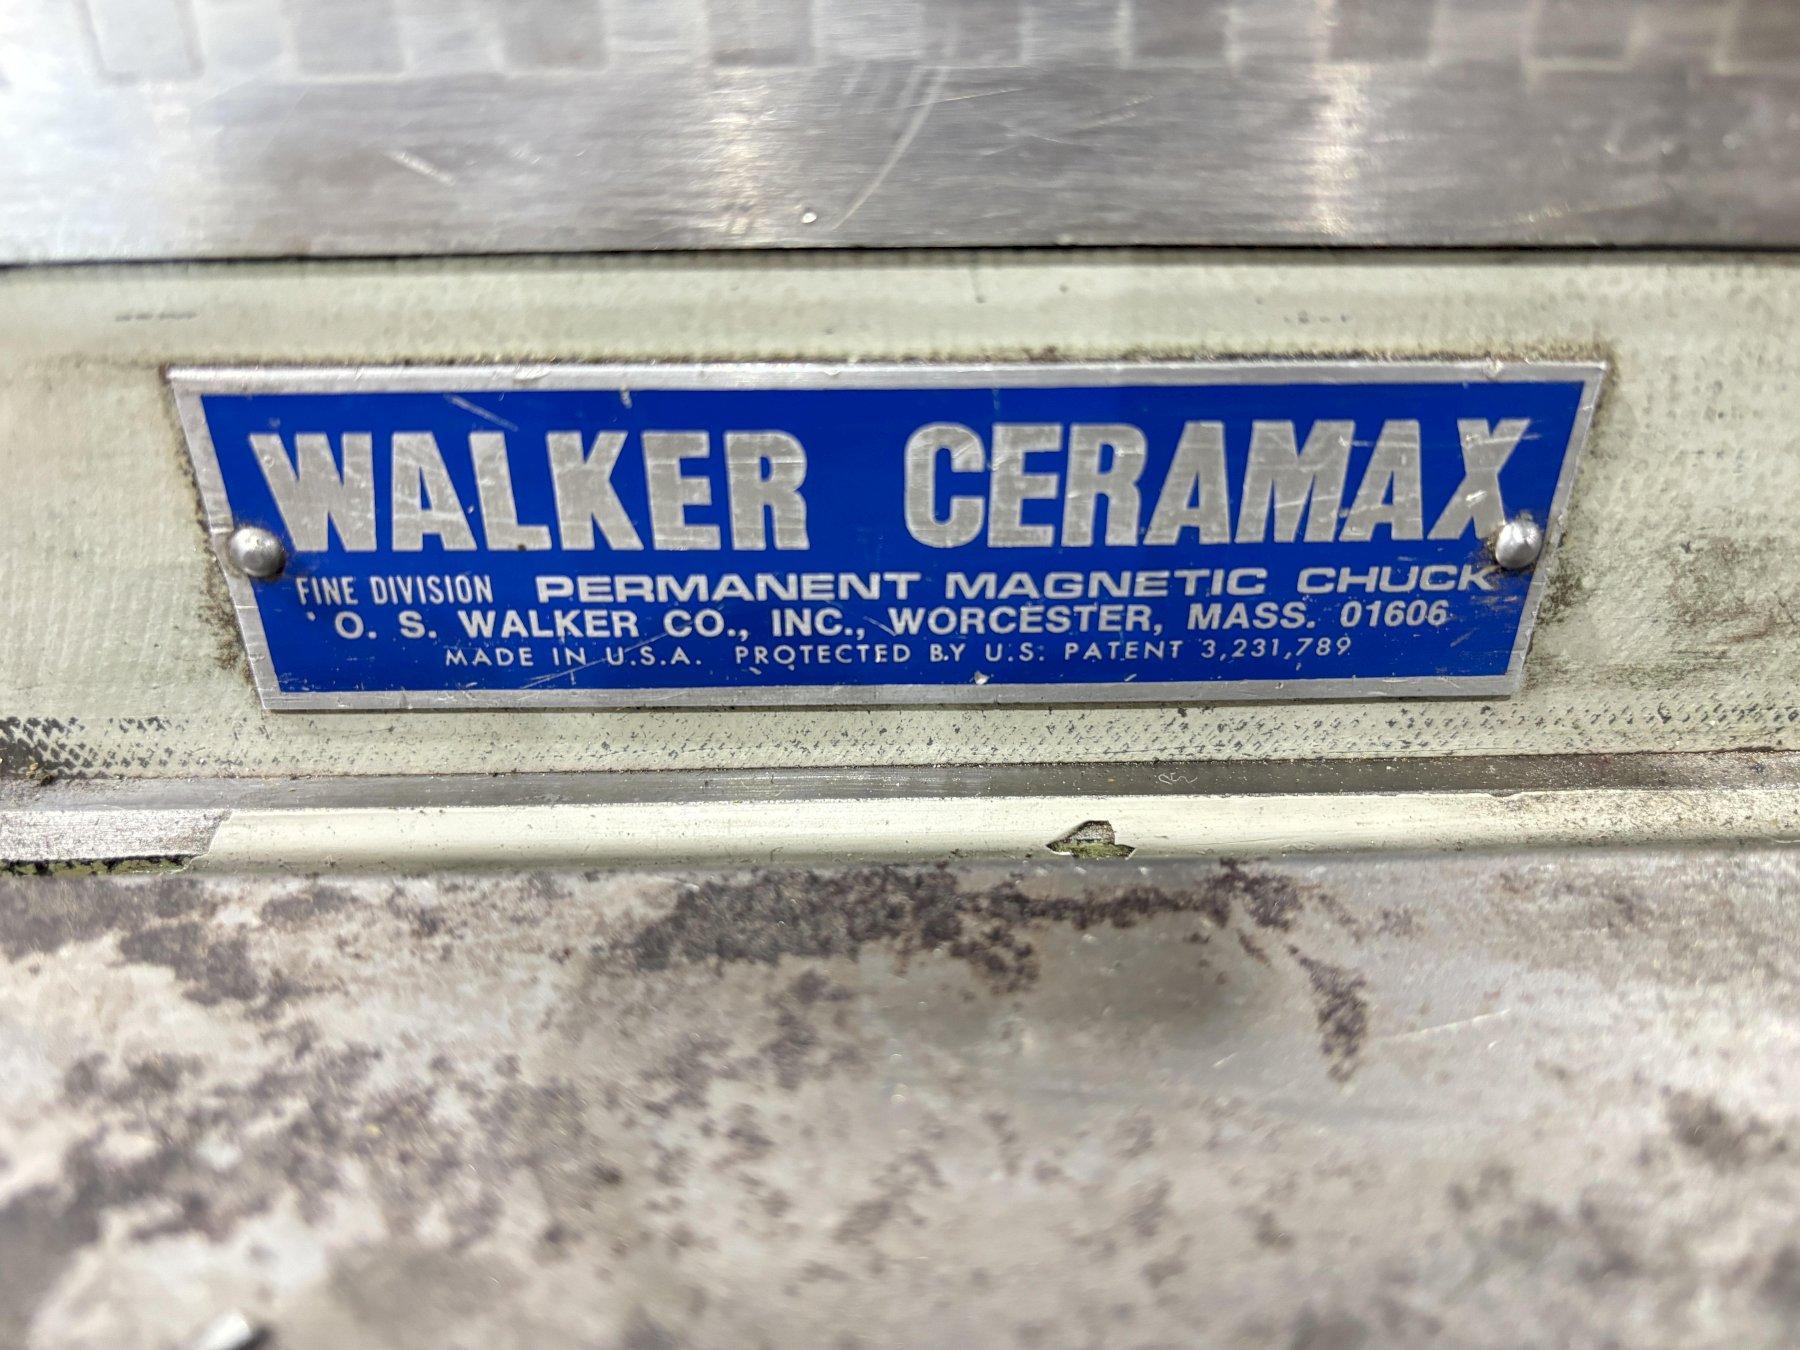 WALKER CERAMAX
FINE DIVISION PERMANENT MAGNETIC CHUCK
O. S. WALKER CO., INC., WORCESTER, MASS. 01606
MADE IN U.S.A. PROTECTED BY U.S. PATENT 3,231,789